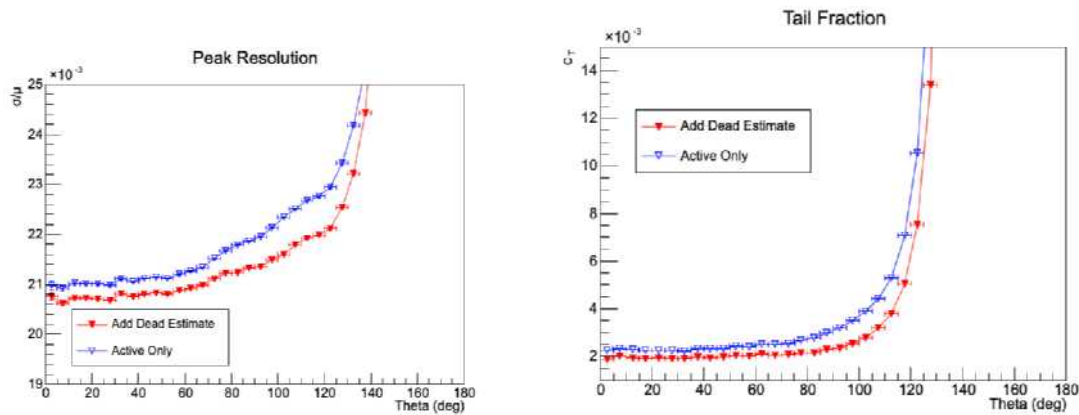 Peak Resolution
×10⁻³
σ/μ
25
24
23
22
21
20
19
Add Dead Estimate
Active Only
0 20 40 60 80 100 120 140 160 180
Theta (deg)
Tail Fraction
×10⁻³
c_T
14
12
10
8
6
4
2
Add Dead Estimate
Active Only
20 40 60 80 100 120 140 160 180
Theta (deg)